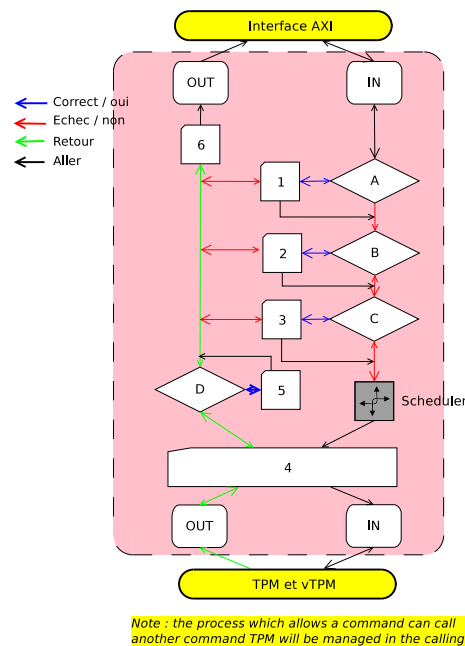 Interface AXI
OUT
IN
Correct / oui
Echec / non
Retour
Aller
6
1
A
2
B
3
C
D
5
Scheduler
4
OUT
IN
TPM et vTPM
Note : the process which allows a command can call
another command TPM will be managed in the calling